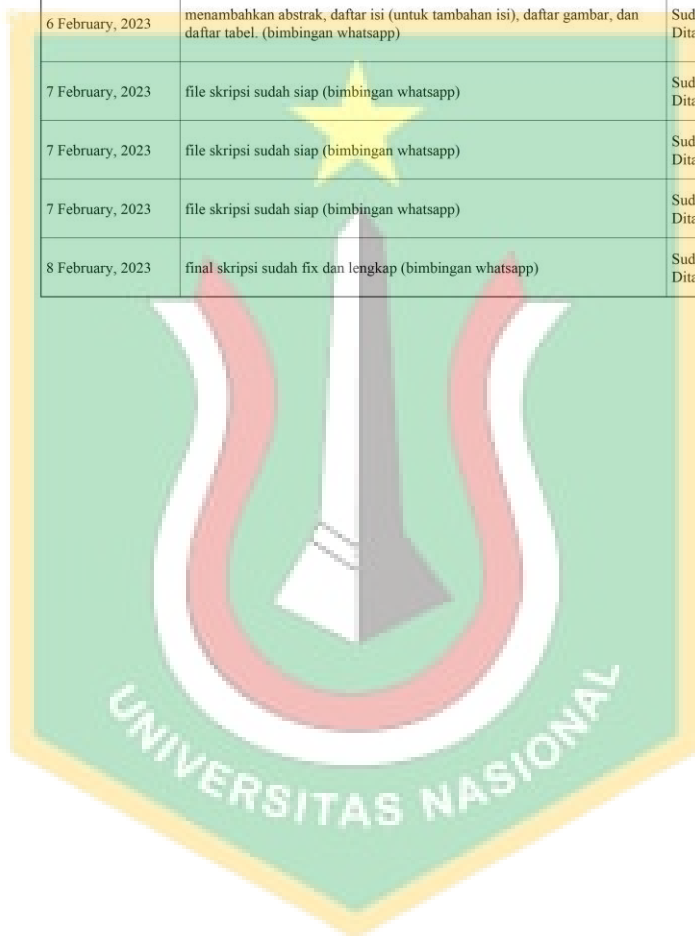 menambahkan abstrak, daftar isi (untuk tambahan isi), daftar gambar, dan
6 February, 2023
daftar tabel. (bimbingan whatsapp)
7 February, 2023 file skripsi sudah siap (bimbingan whatsapp)
7 February, 2023 file skripsi sudah siap (bimbingan whatsapp)
7 February, 2023 file skripsi sudah siap (bimbingan whatsapp)
8 February, 2023 final skripsi sudah fix dan lengkap (bimbingan whatsapp)
UNIVERSITAS NASIONAL